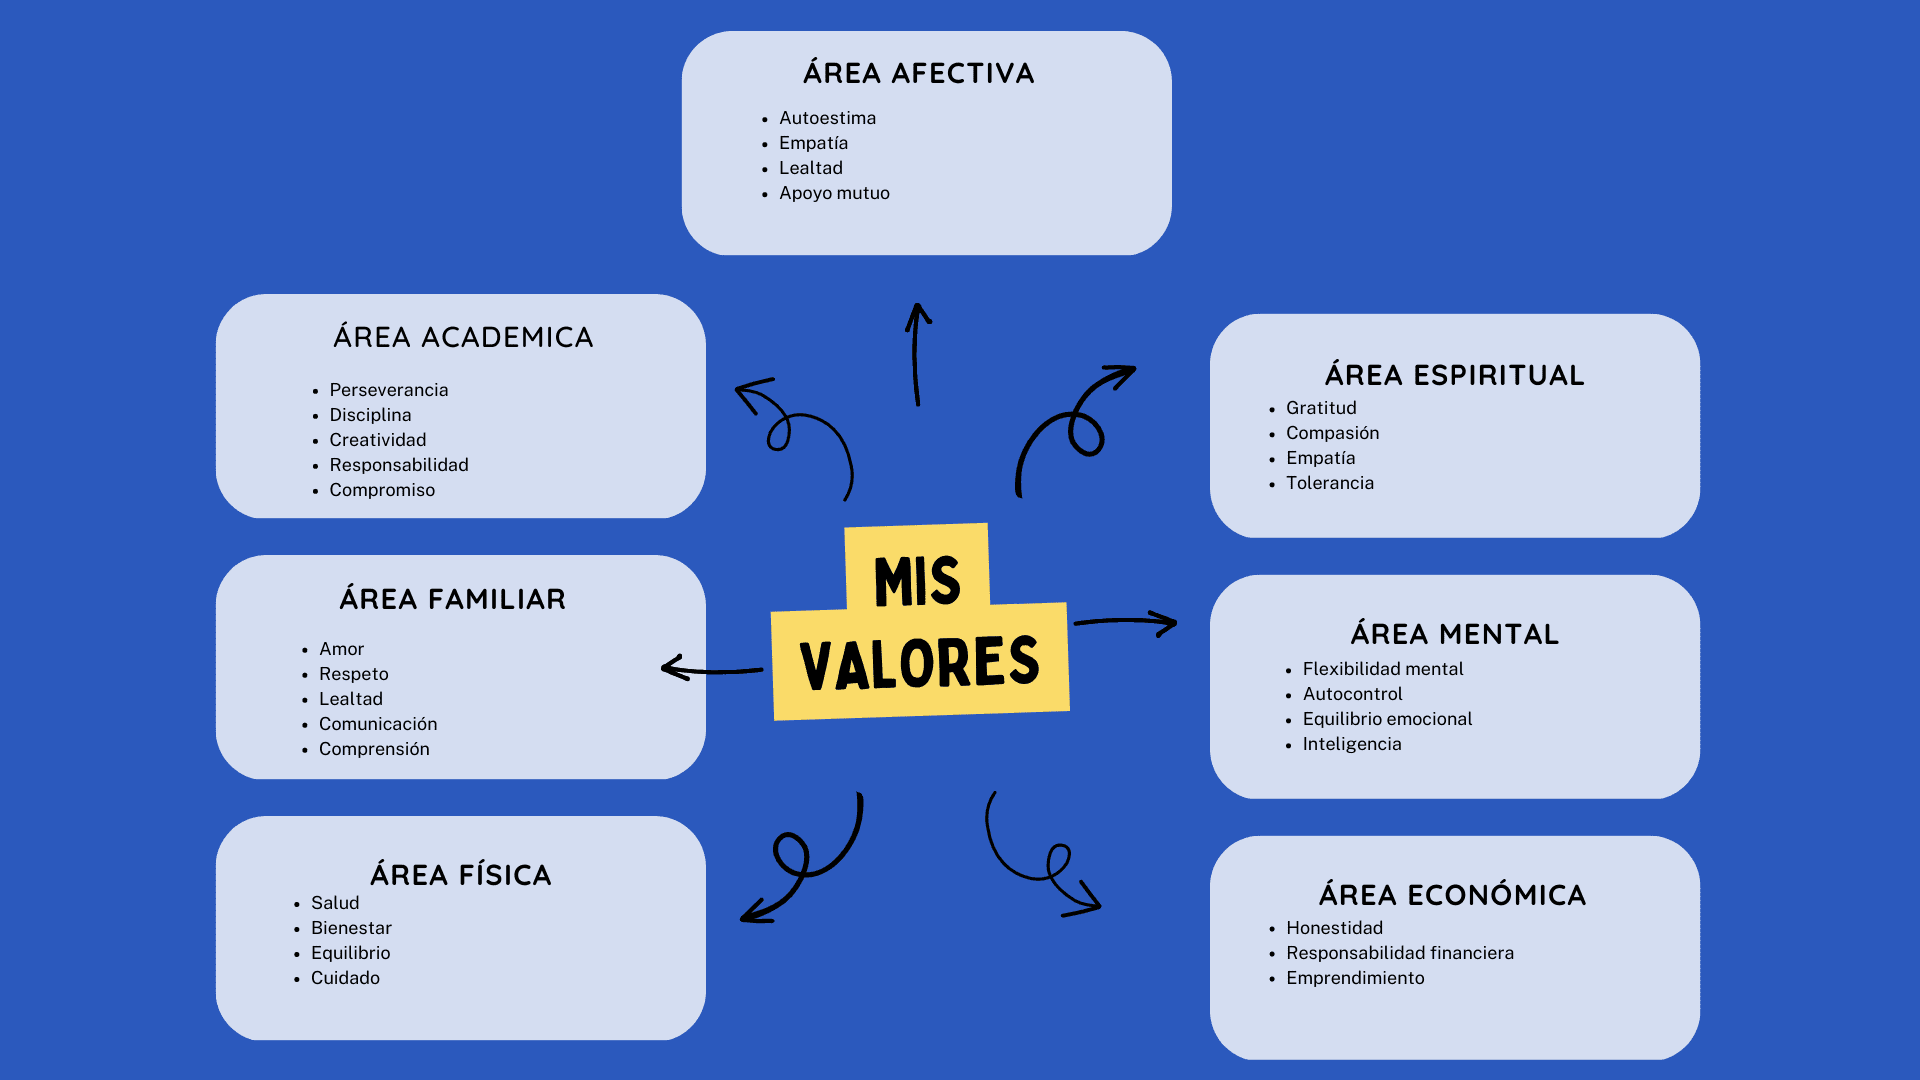 ÁREA AFECTIVA
• Autoestima
• Empatía
• Lealtad
• Apoyo mutuo
ÁREA ACADEMICA
• Perseverancia
• Disciplina
• Creatividad
• Responsabilidad
• Compromiso
ÁREA ESPIRITUAL
• Gratitud
• Compasión
• Empatía
• Tolerancia
MIS
VALORES
ÁREA FAMILIAR
• Amor
• Respeto
• Lealtad
• Comunicación
• Comprensión
ÁREA MENTAL
• Flexibilidad mental
• Autocontrol
• Equilibrio emocional
• Inteligencia
ÁREA FÍSICA
• Salud
• Bienestar
• Equilibrio
• Cuidado
ÁREA ECONÓMICA
• Honestidad
• Responsabilidad financiera
• Emprendimiento